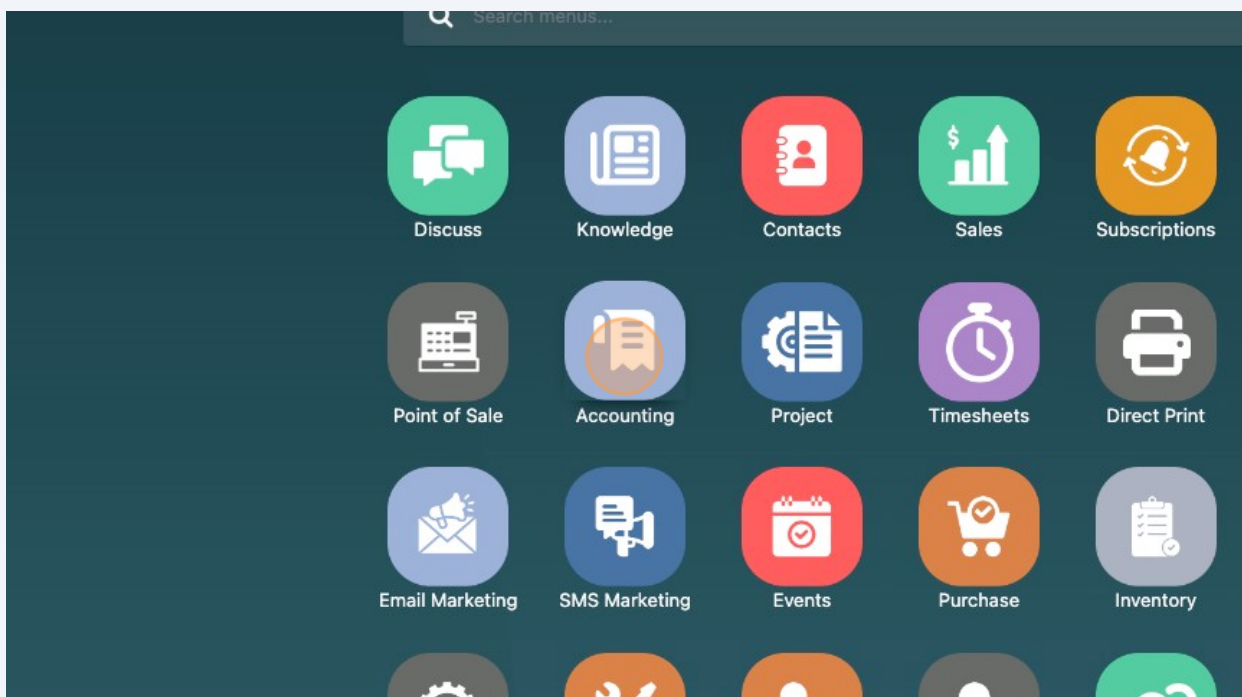 Search menus...
Discuss
Knowledge
Contacts
Sales
Subscriptions
Point of Sale
Accounting
Project
Timesheets
Direct Print
Email Marketing
SMS Marketing
Events
Purchase
Inventory